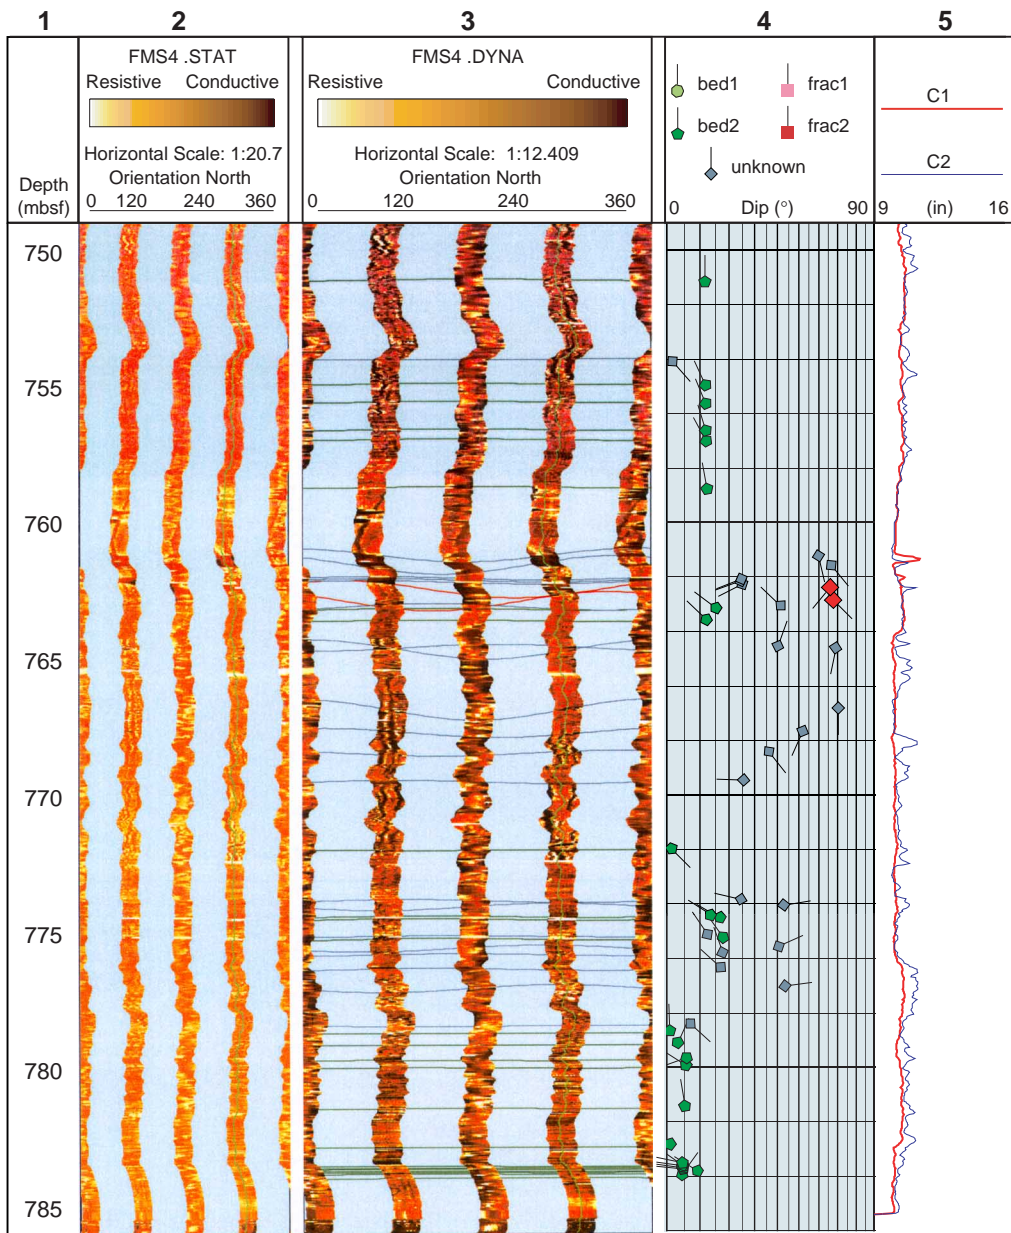 1 2 3 4 5
FMS4 .STAT
Resistive Conductive
Horizontal Scale: 1:20.7
Orientation North
0 120 240 360
FMS4 .DYNA
Resistive Conductive
Horizontal Scale: 1:12.409
Orientation North
0 120 240 360
bed1 frac1
bed2 frac2
unknown
0 Dip (°) 90
C1
C2
9 (in) 16
Depth
(mbsf)
750
755
760
765
770
775
780
785